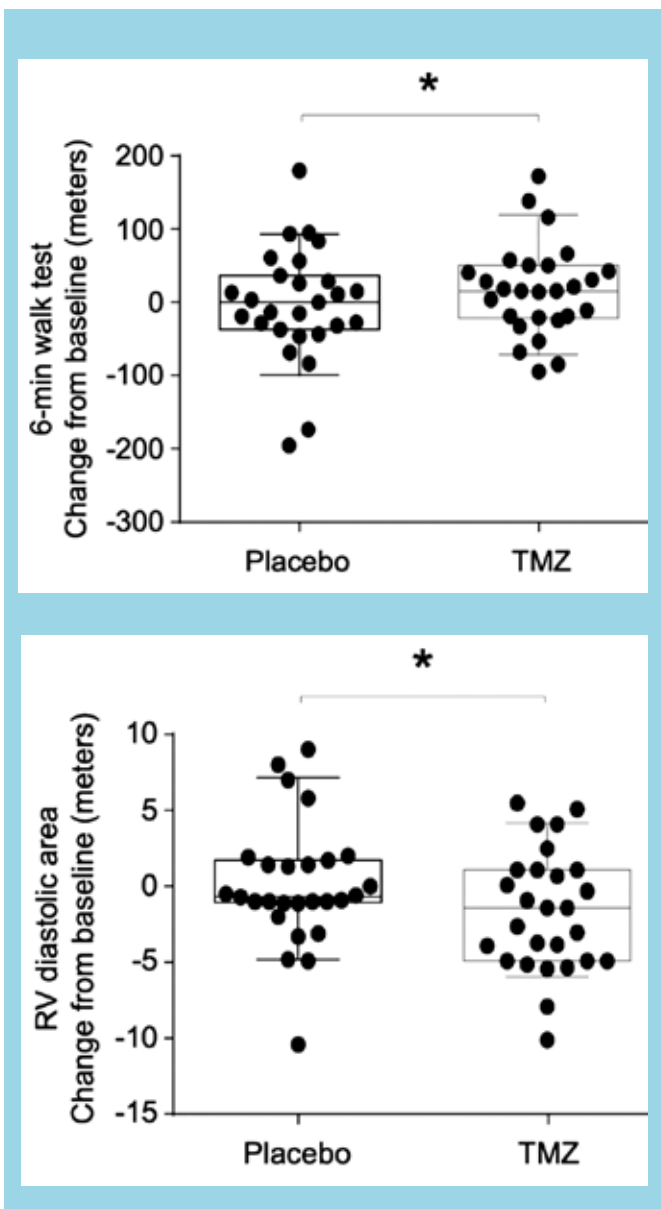 *
6-min walk test
Change from baseline (meters)
200
100
0
-100
-200
-300
Placebo
TMZ
*
RV diastolic area
Change from baseline (meters)
10
5
0
-5
-10
-15
Placebo
TMZ